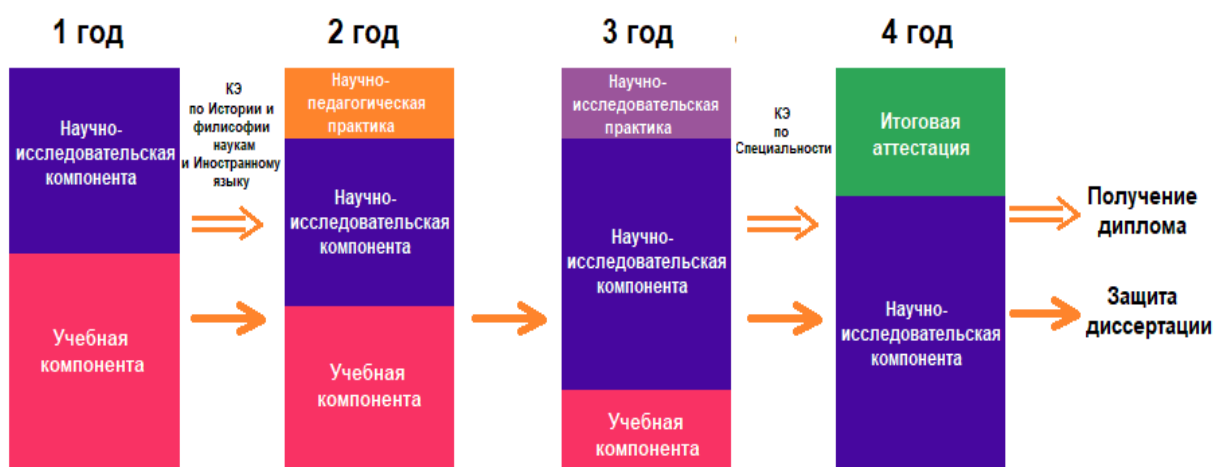 1 год
2 год
3 год
4 год
Научно-
исследовательская
компонента
Учебная
компонента
КЭ
по Истории и
филисофии
наукам
и Иностранному
языку
Научно-
педагогическая
практика
Научно-
исследовательская
компонента
Учебная
компонента
Научно-
исследовательская
практика
Научно-
исследовательская
компонента
Учебная
компонента
КЭ
по
Специальности
Итоговая
аттестация
Научно-
исследовательская
компонента
Получение
диплома
Защита
диссертации